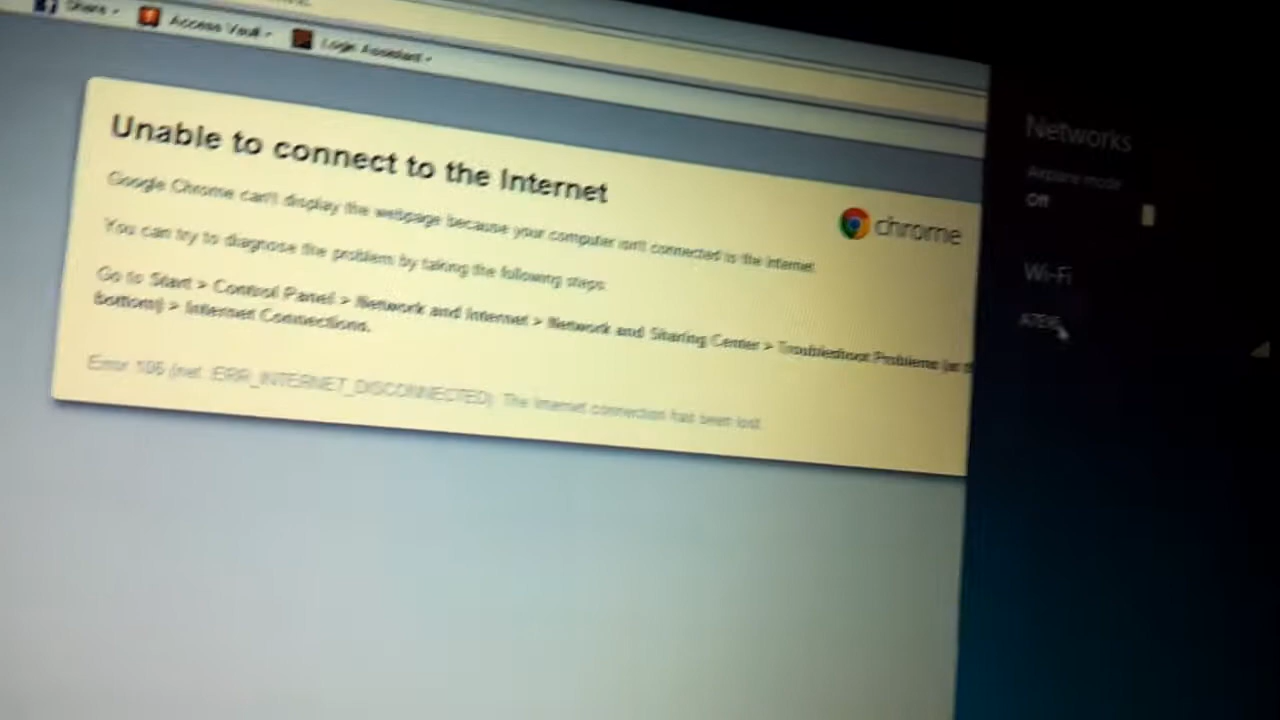 Share
Access Vault
Login Assistant
Unable to connect to the Internet
chrome
Google Chrome can't display the webpage because your computer isn't connected to the Internet.
You can try to diagnose the problem by taking the following steps:
Go to Start > Control Panel > Network and Internet > Network and Sharing Center > Troubleshoot Problems (at
bottom) > Internet Connections.
Error 106 (net::ERR_INTERNET_DISCONNECTED): The Internet connection has been lost.
Networks
Airplane mode
Off
Wi-Fi